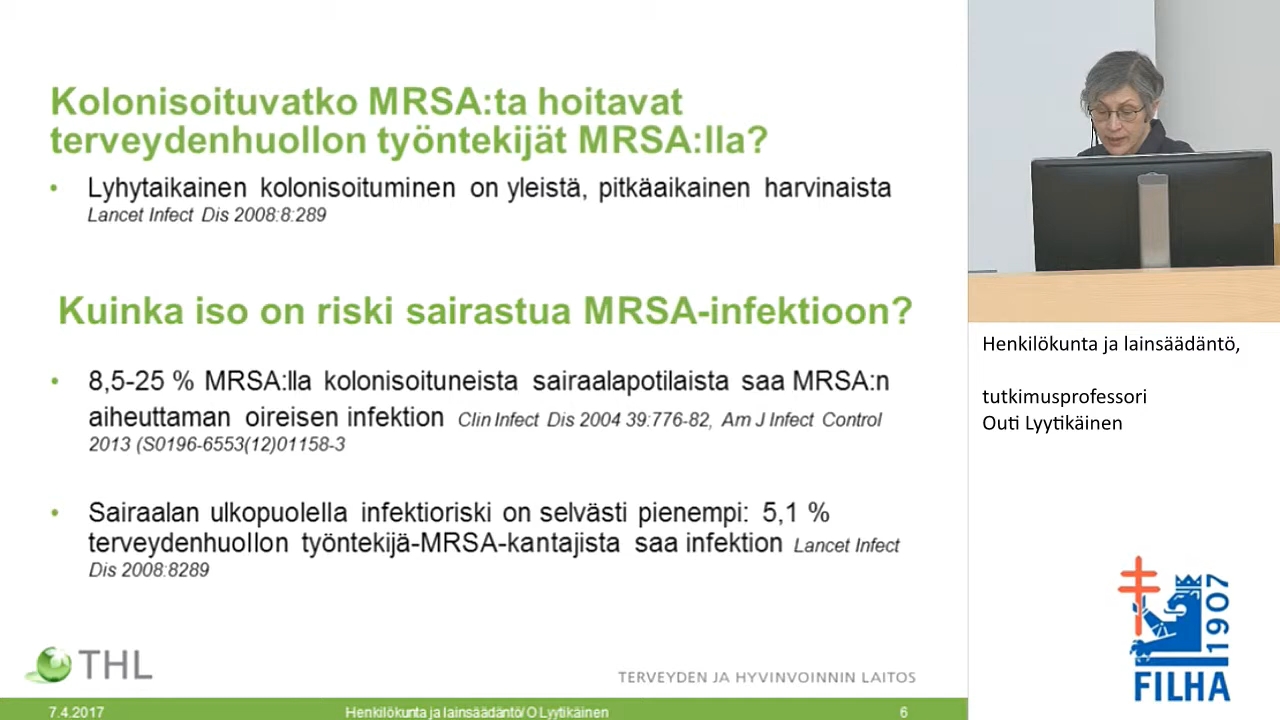 Kolonisoituvatko MRSA:ta hoitavat
terveydenhuollon työntekijät MRSA:lla?
• Lyhytaikainen kolonisoituminen on yleistä, pitkäaikainen harvinaista
Lancet Infect Dis 2008:8:289
Kuinka iso on riski sairastua MRSA-infektioon?
• 8,5-25 % MRSA:lla kolonisoituneista sairaalapotilaista saa MRSA:n
aiheuttaman oireisen infektion Clin Infect Dis 2004 39:776-82, Am J Infect Control
2013 (S0196-6553(12)01158-3
• Sairaalan ulkopuolella infektioriski on selvästi pienempi: 5,1 %
terveydenhuollon työntekijä-MRSA-kantajista saa infektion Lancet Infect
Dis 2008:8289
THL
TERVEYDEN JA HYVINVOINNIN LAITOS
7.4.2017 Henkilökunta ja lainsäädäntö/ O Lyytikäinen 6
Henkilökunta ja lainsäädäntö,
tutkimusprofessori
Outi Lyytikäinen
1907
FILHA